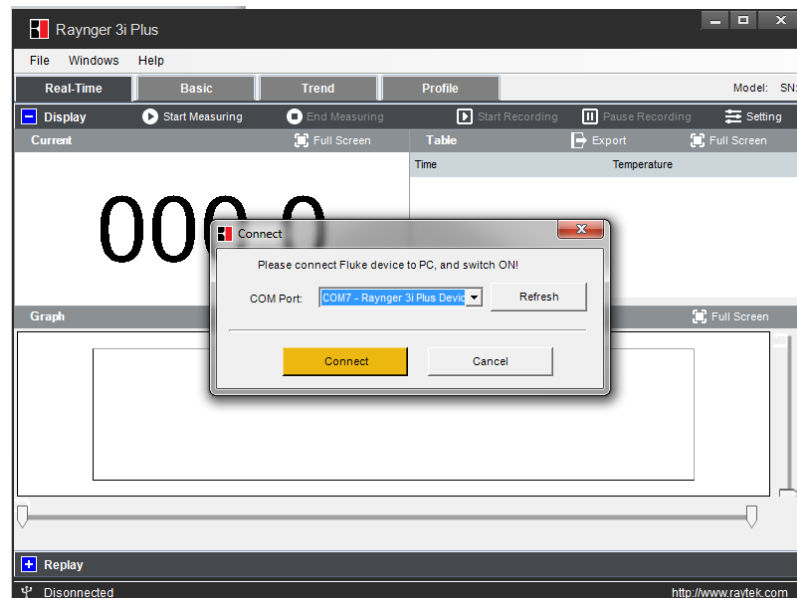 Raynger 3i Plus
File Windows Help
Real-Time Basic Trend Profile Model: SN:
Display Start Measuring End Measuring Start Recording Pause Recording Setting
Current Full Screen Table Export Full Screen
Time Temperature
Connect
Please connect Fluke device to PC, and switch ON!
COM Port: COM7 - Raynger 3i Plus Devic Refresh
Connect Cancel
Graph Full Screen
Replay
Disonnected http://www.raytek.com